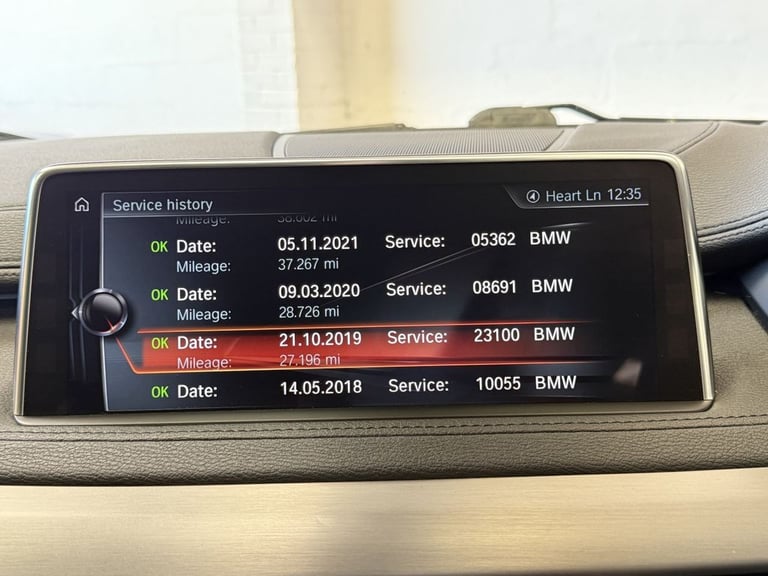 Service history
Heart Ln 12:35
Mileage:
OK Date: 05.11.2021 Service: 05362 BMW
Mileage: 37.267 mi
OK Date: 09.03.2020 Service: 08691 BMW
Mileage: 28.726 mi
OK Date: 21.10.2019 Service: 23100 BMW
Mileage: 27.196 mi
OK Date: 14.05.2018 Service: 10055 BMW